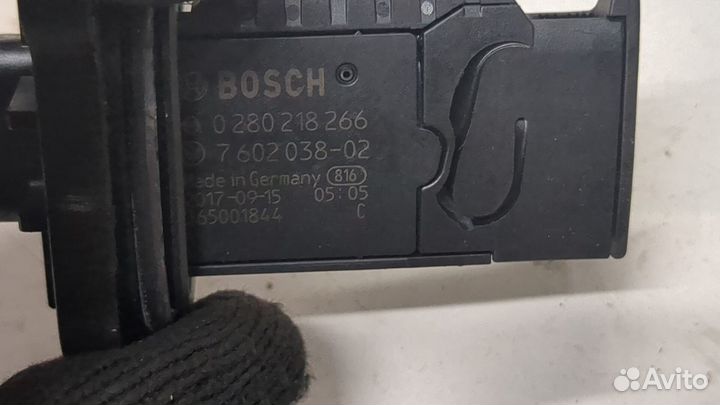 BOSCH
0 280 218 266
7 602 038-02
Made in Germany 816
2017-09-15 05:05
65001844 C
Avito